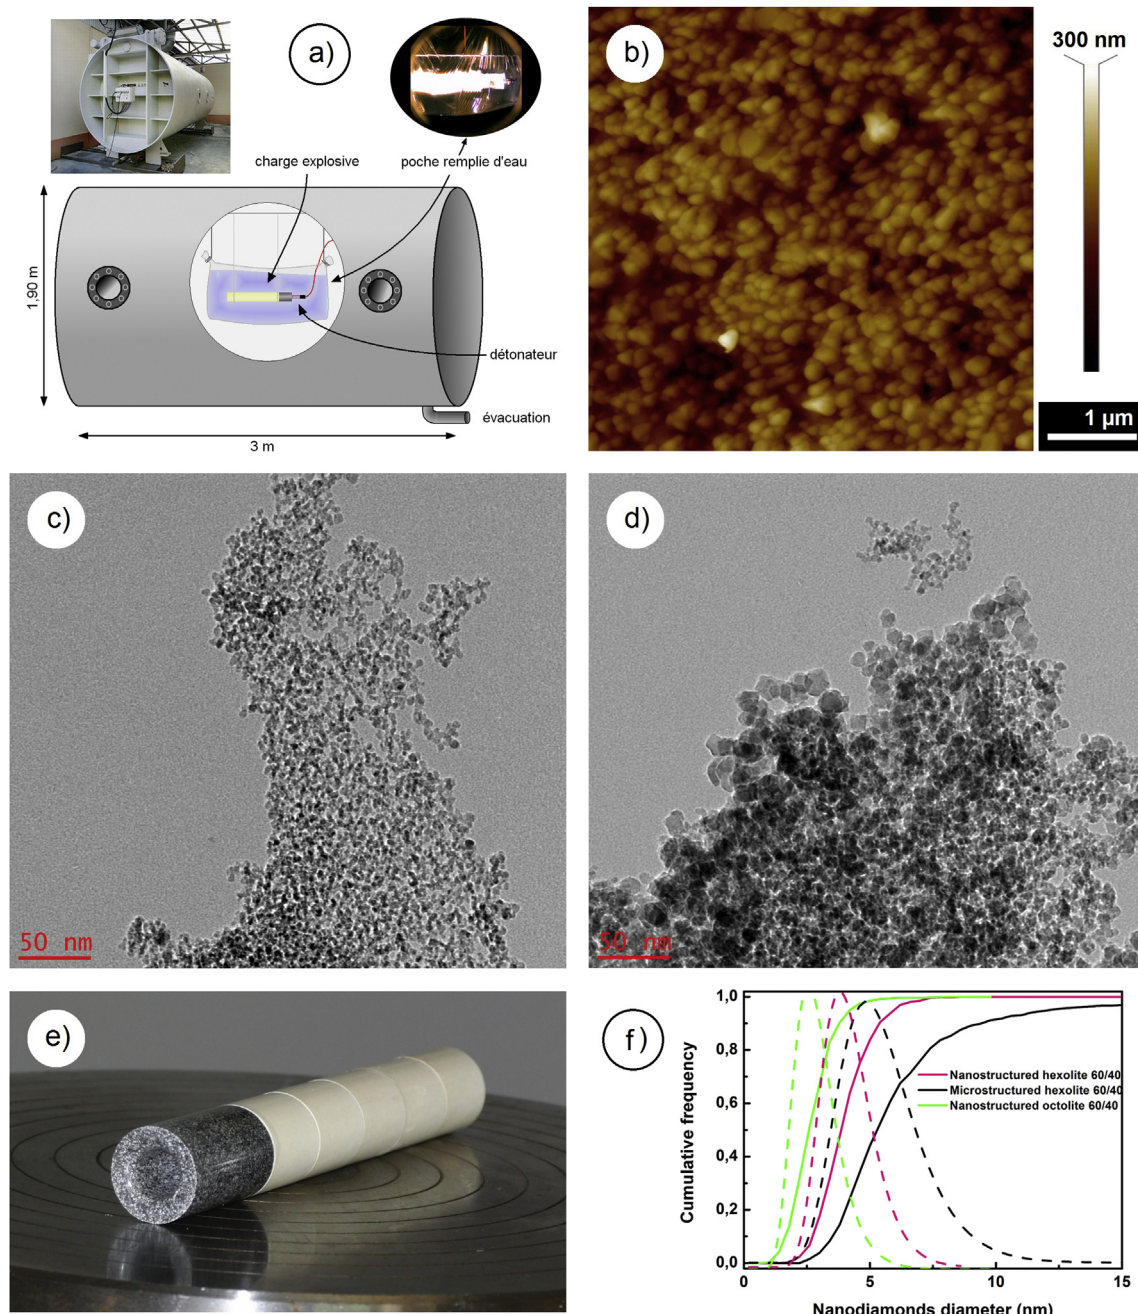 a)
charge explosive
poche remplie d'eau
1,90 m
détonateur
évacuation
3 m
b)
300 nm
1 µm
c)
50 nm
d)
50 nm
e)
f)
1,0
0,8
0,6
0,4
0,2
0,0
Cumulative frequency
Nanostructured hexolite 60/40
Microstructured hexolite 60/40
Nanostructured octolite 60/40
0
5
10
15
Nanodiamonds diameter (nm)